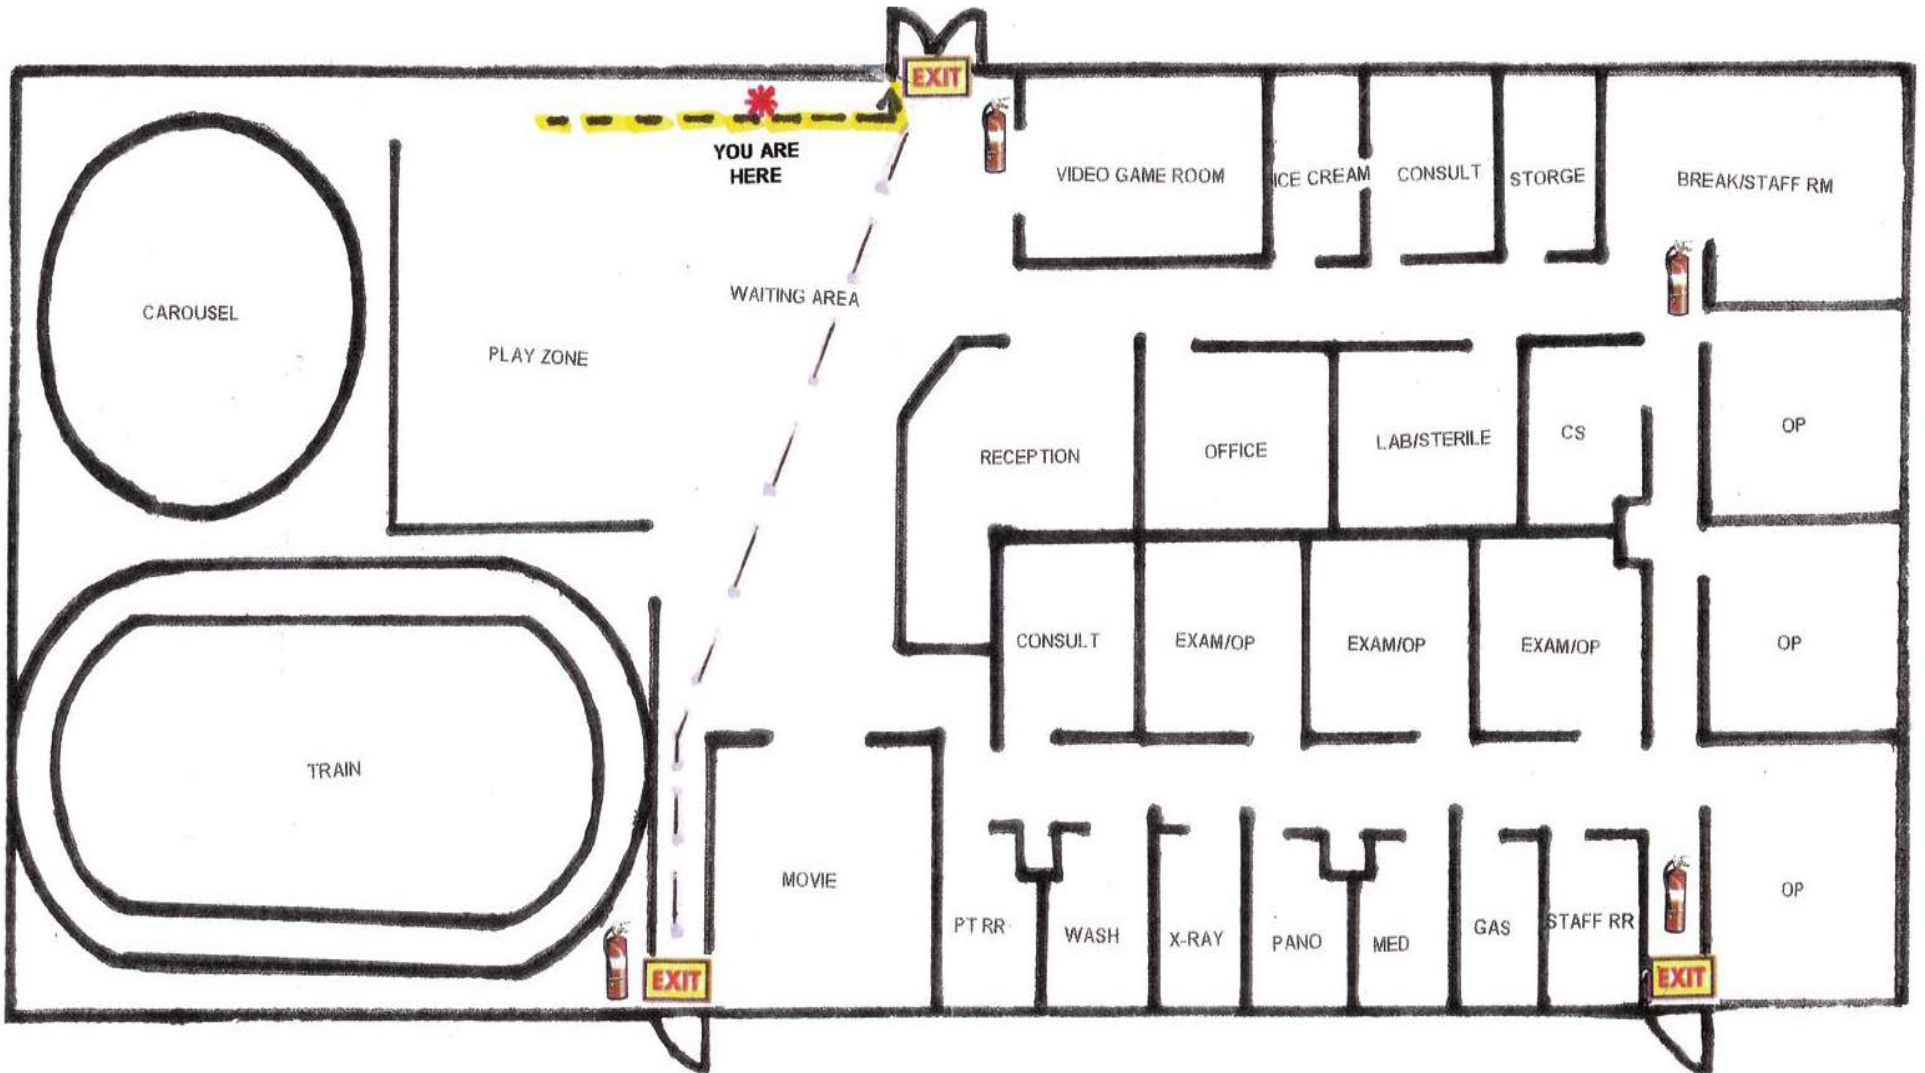 EXIT
YOU ARE
HERE
VIDEO GAME ROOM
ICE CREAM
CONSULT
STORGE
BREAK/STAFF RM
CAROUSEL
WAITING AREA
PLAY ZONE
RECEPTION
OFFICE
LAB/STERILE
CS
OP
CONSULT
EXAM/OP
EXAM/OP
EXAM/OP
OP
TRAIN
MOVIE
PT RR
WASH
X-RAY
PANO
MED
GAS
STAFF RR
OP
EXIT
EXIT